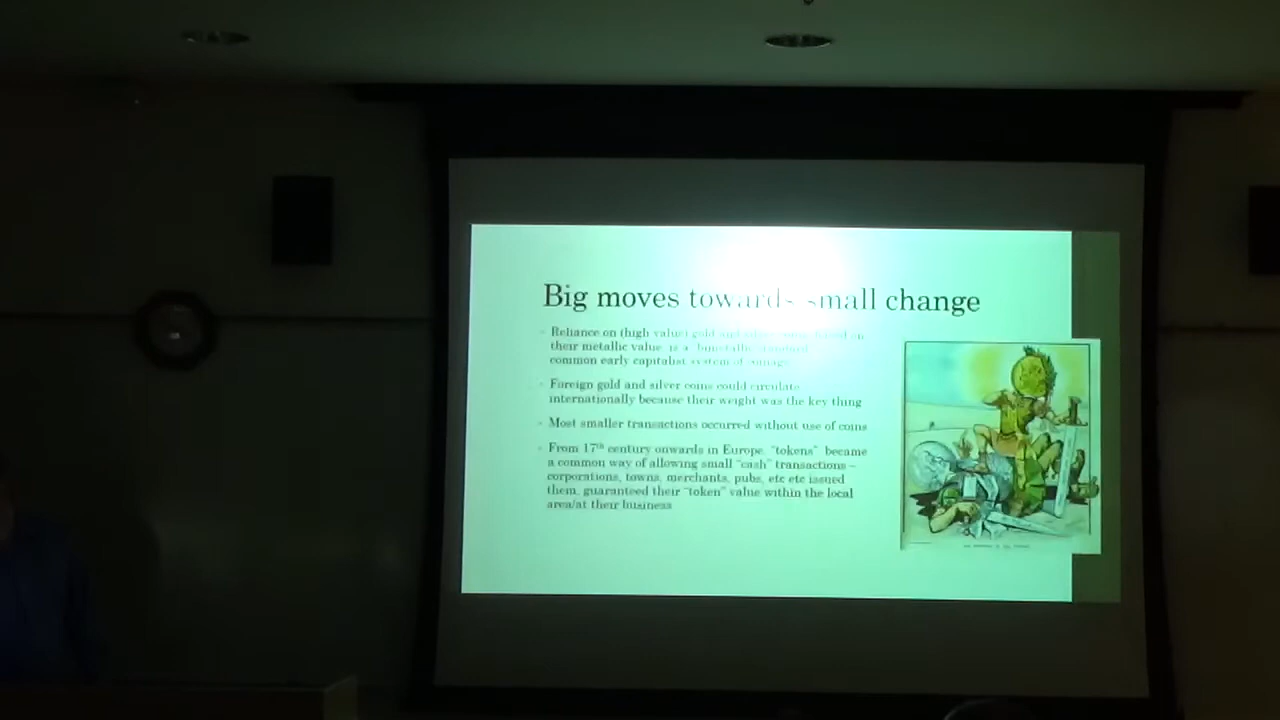 Big moves towards small change
Reliance on (high value) gold and silver coins based on
their metallic value is a "bimetallic standard
common early capitalist system of coinage
Foreign gold and silver coins could circulate
internationally because their weight was the key thing
Most smaller transactions occurred without use of coins
From 17th century onwards in Europe, "tokens" became
a common way of allowing small "cash" transactions –
corporations, towns, merchants, pubs, etc etc issued
them, guaranteed their "token" value within the local
area/at their business